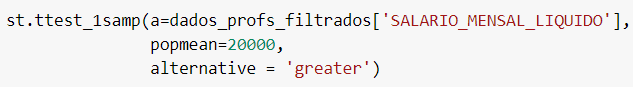 st.ttest_1samp(a=dados_profs_filtrados['SALARIO_MENSAL_LIQUIDO'],
popmean=20000,
alternative = 'greater')